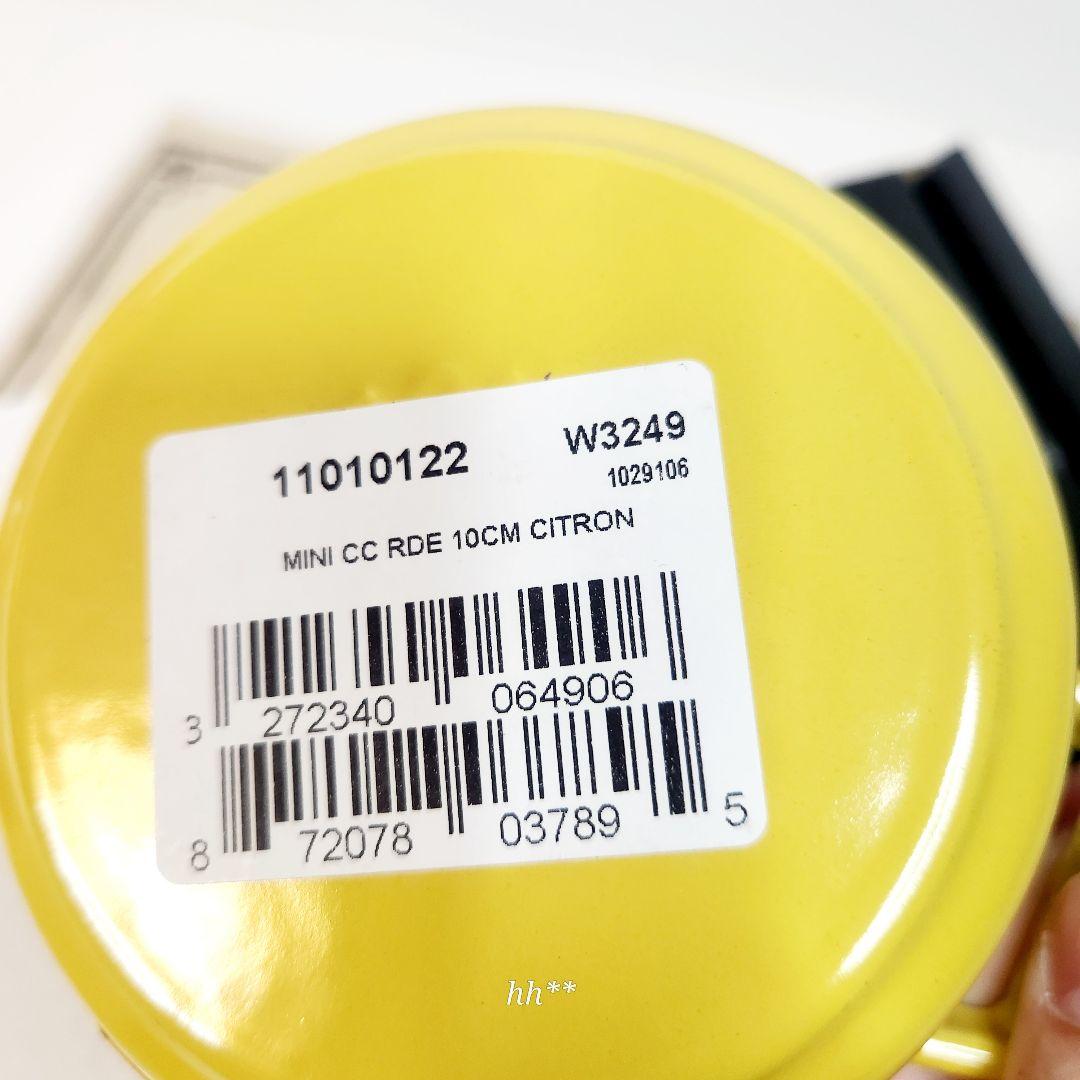 11010122 W3249
1029106
MINI CC RDE 10CM CITRON
3 272340 064906
8 72078 03789 5
hh**